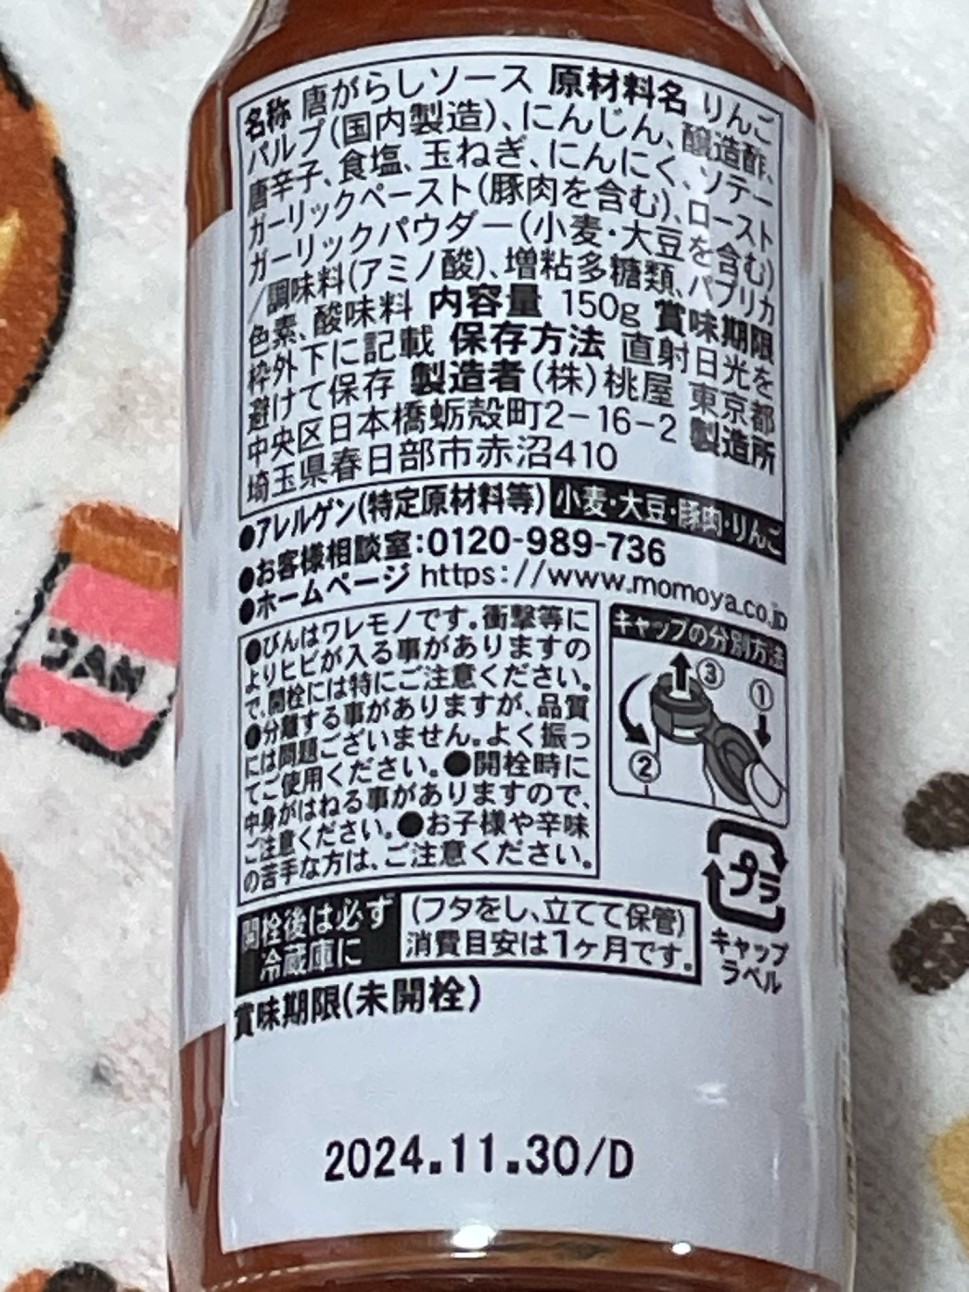 名称 唐がらしソース 原材料名 りんご
パルプ(国内製造)、にんじん、醸造酢、
唐辛子、食塩、玉ねぎ、にんにく、ソテー
ガーリックペースト(豚肉を含む)、ロースト
ガーリックパウダー(小麦・大豆を含む)
/調味料(アミノ酸)、増粘多糖類、パプリカ
色素、酸味料 内容量 150g 賞味期限
枠外下に記載 保存方法 直射日光を
避けて保存 製造者(株)桃屋 東京都
中央区日本橋蛎殻町2-16-2 製造所
埼玉県春日部市赤沼410
●アレルゲン(特定原材料等) 小麦・大豆・豚肉・りんご
●お客様相談室:0120-989-736
●ホームページ https://www.momoya.co.jp
●びんはワレモノです。衝撃等に
よりヒビが入る事がありますの
で、開栓には特にご注意ください。
●分離する事がありますが、品質
には問題ございません。よく振っ
てご使用ください。●開栓時に
中身がはねる事がありますので、
ご注意ください。●お子様や辛味
の苦手な方は、ご注意ください。
キャップの分別方法
③
①
②
プラ
キャップ
ラベル
開栓後は必ず
冷蔵庫に
(フタをし、立てて保管)
消費目安は1ヶ月です。
賞味期限(未開栓)
2024.11.30/D
JAM